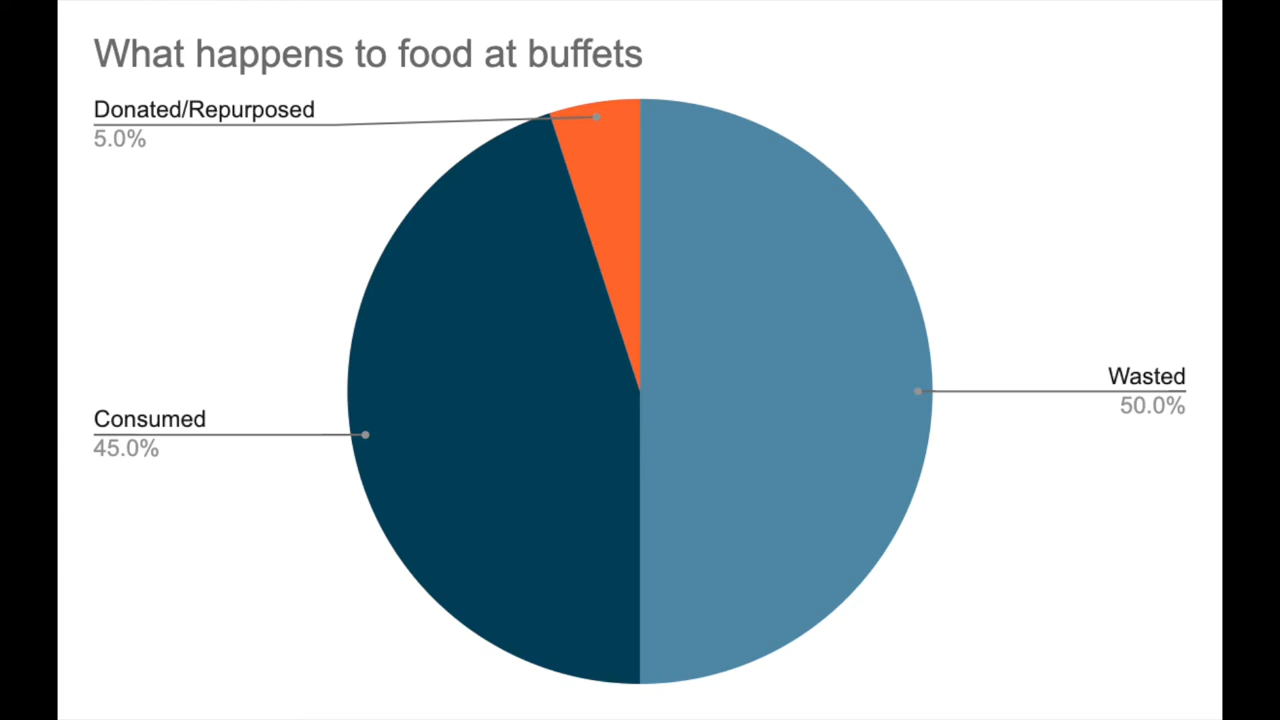 What happens to food at buffets
Donated/Repurposed
5.0%
Wasted
50.0%
Consumed
45.0%